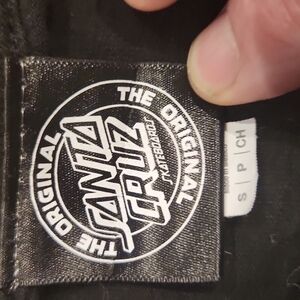 THE ORIGINAL
SANTA
CRUZ
SKATEBOARDS
THE ORIGINAL
S | P | CH